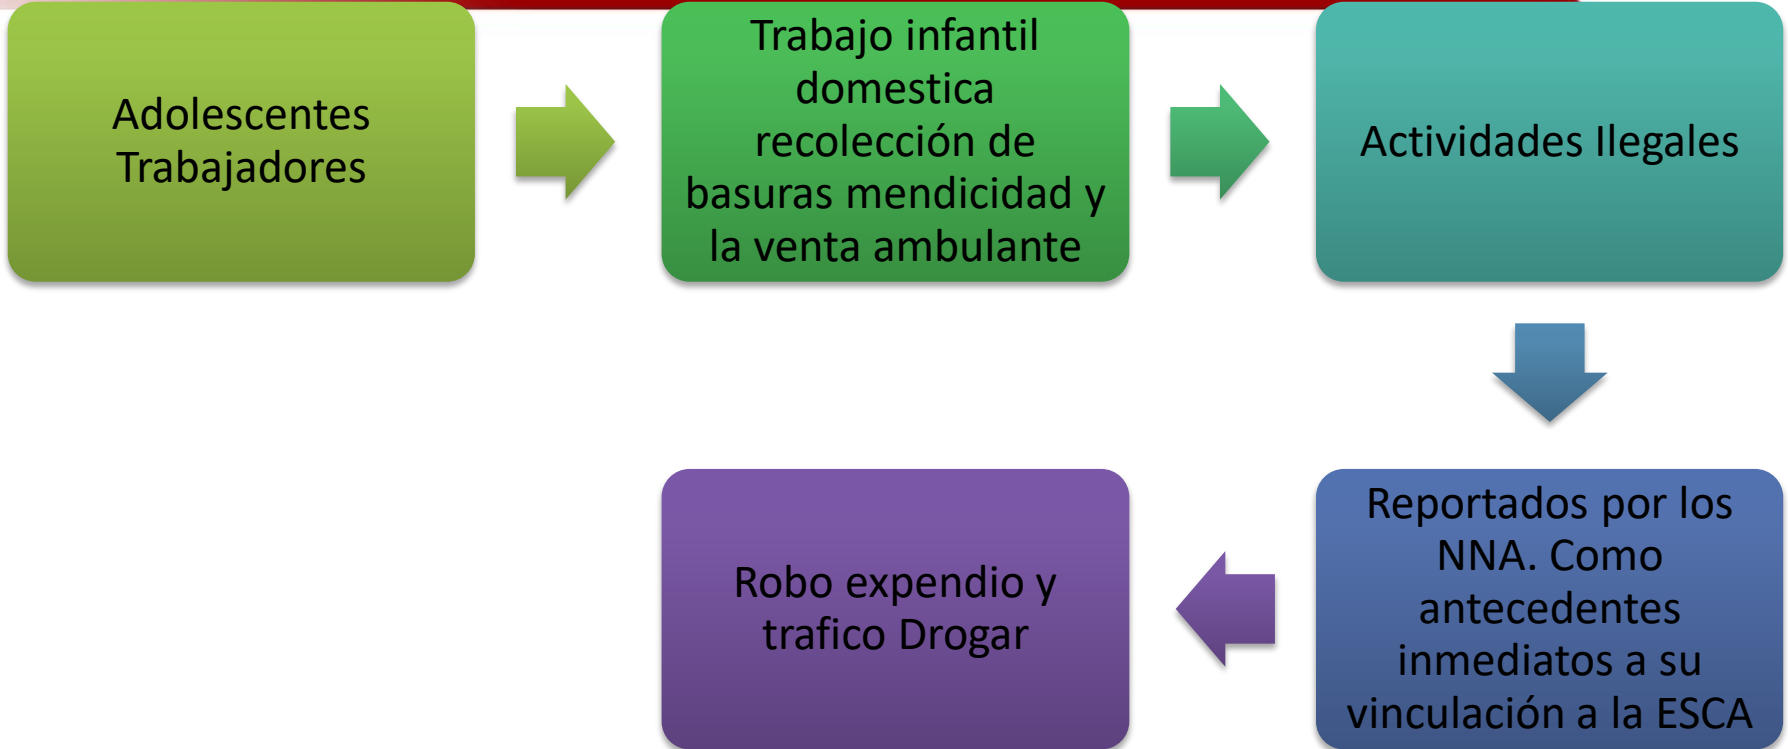 Adolescentes
Trabajadores
Trabajo infantil
domestica
recolección de
basuras mendicidad y
la venta ambulante
Actividades Ilegales
Reportados por los
NNA. Como
antecedentes
inmediatos a su
vinculación a la ESCA
Robo expendio y
trafico Drogar